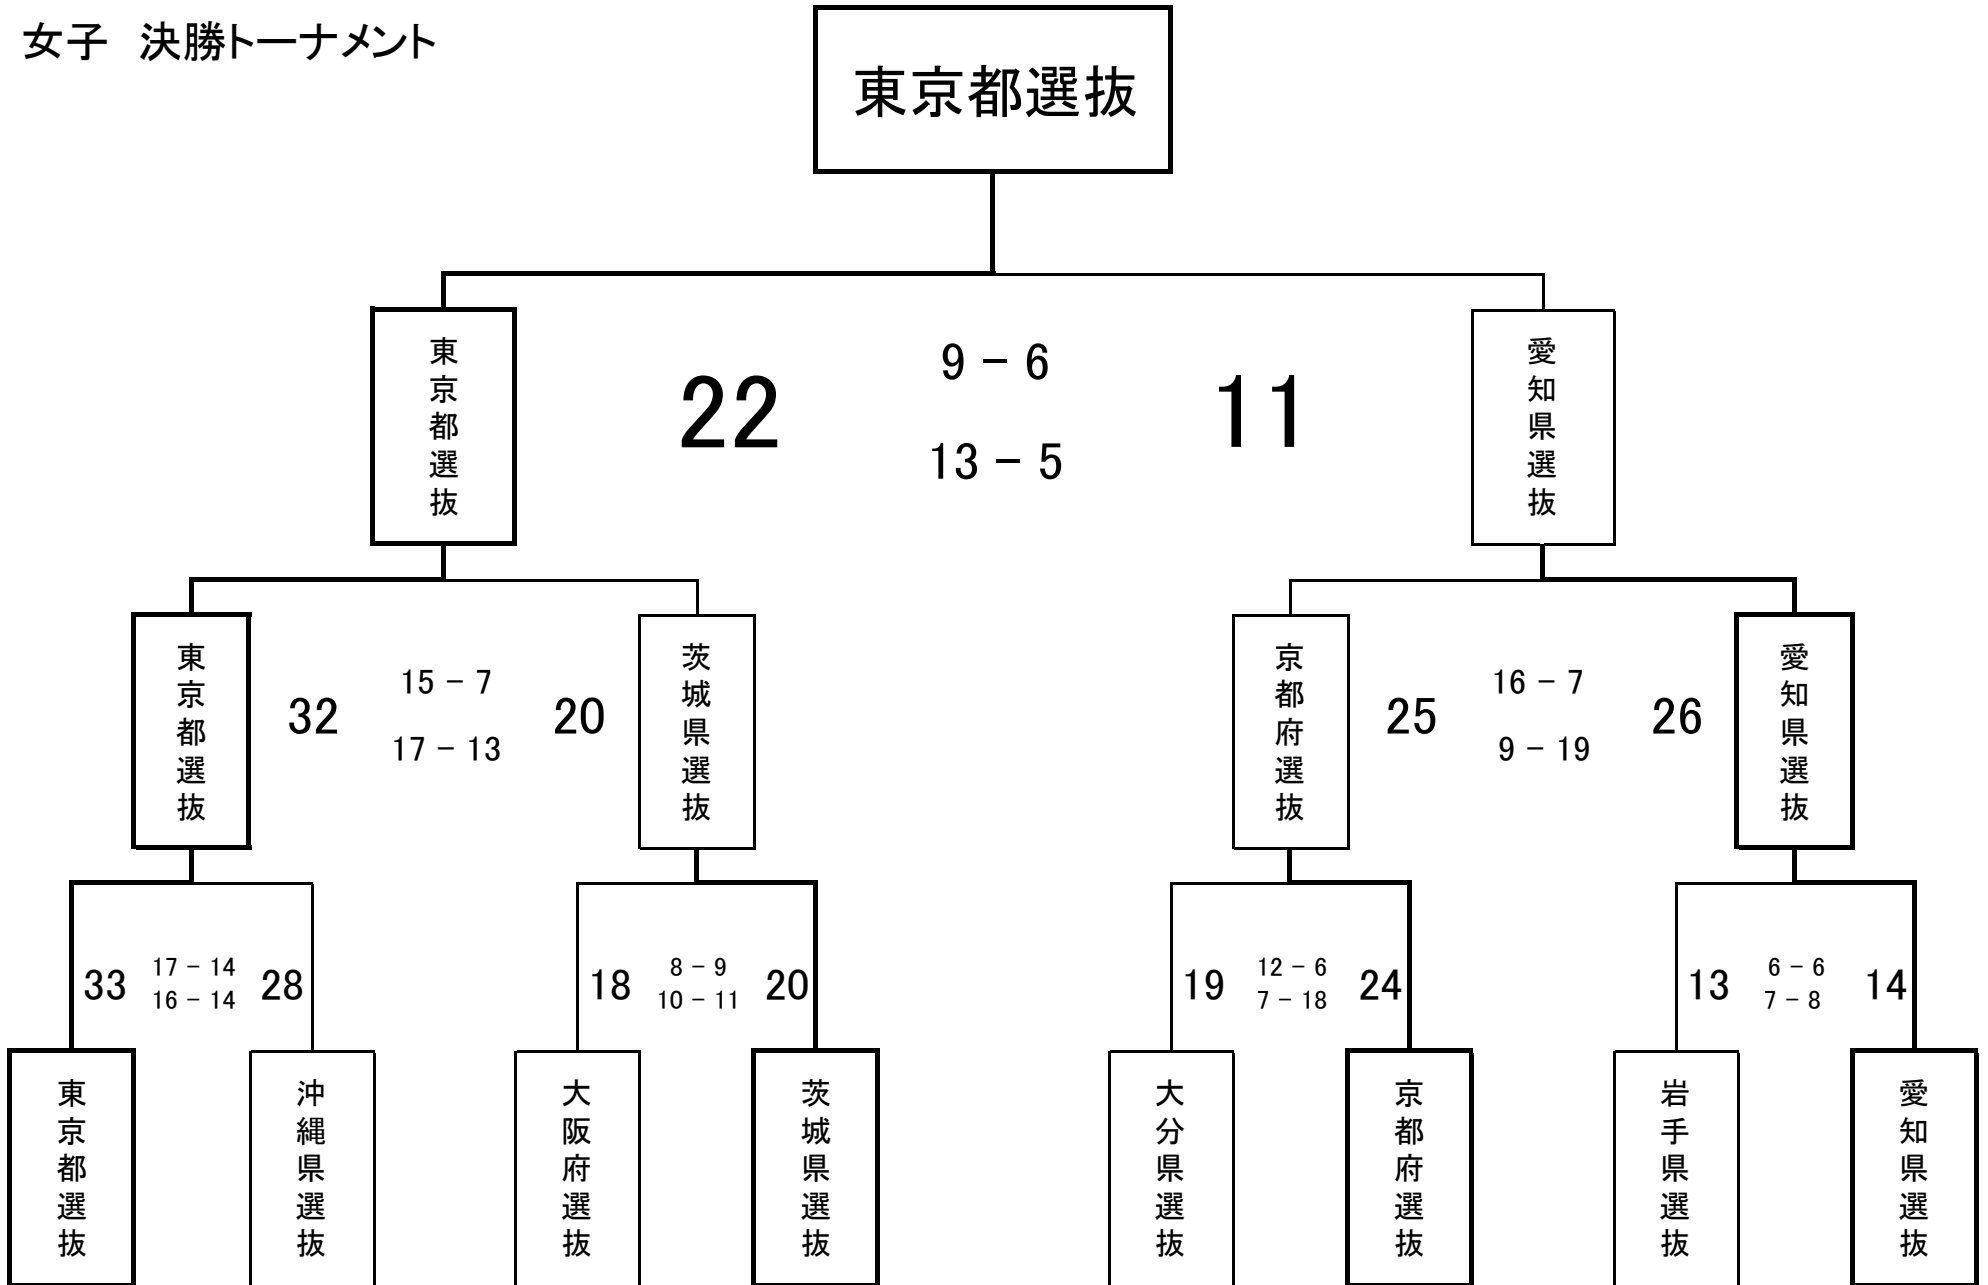 女子　決勝トーナメント
東京都選抜
東京都選抜
22
9 － 6
13 － 5
11
愛知県選抜
東京都選抜
32
15 － 7
17 － 13
20
茨城県選抜
京都府選抜
25
16 － 7
9 － 19
26
愛知県選抜
33
17 － 14
16 － 14
28
18
8 － 9
10 － 11
20
19
12 － 6
7 － 18
24
13
6 － 6
7 － 8
14
東京都選抜
沖縄県選抜
大阪府選抜
茨城県選抜
大分県選抜
京都府選抜
岩手県選抜
愛知県選抜